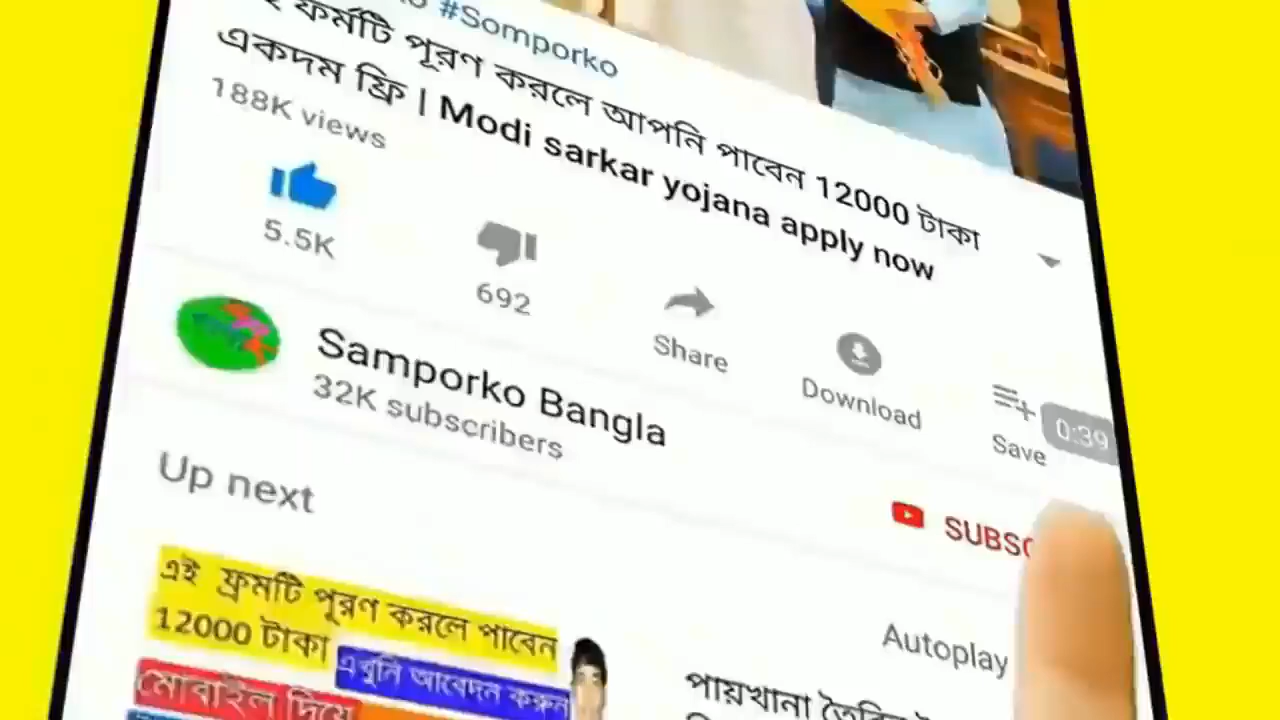 #Somporko
ফর্মটি পূরণ করলে আপনি পাবেন 12000 টাকা
একদম ফ্রি | Modi sarkar yojana apply now
188K views
5.5K
692
Share
Download
Save
0:39
Samporko Bangla
32K subscribers
SUBSC
Up next
Autoplay
এই ফ্রমটি পূরণ করলে পাবেন
12000 টাকা
এখুনি আবেদন করুন
মোবাইল দিয়ে
পায়খানা তৈরির